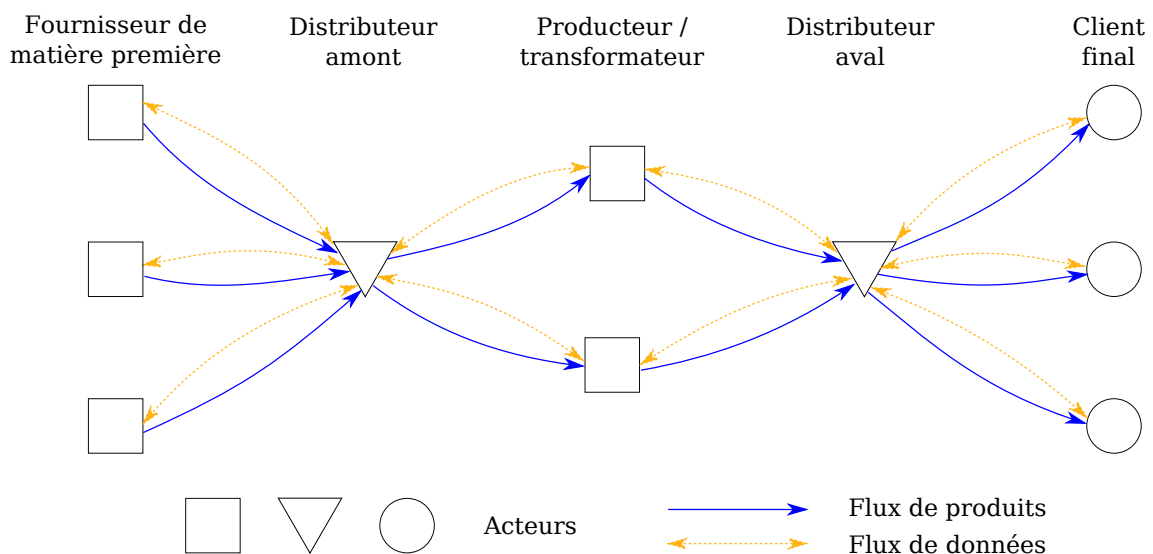 Fournisseur de
matière première
Distributeur
amont
Producteur /
transformateur
Distributeur
aval
Client
final
Acteurs
Flux de produits
Flux de données